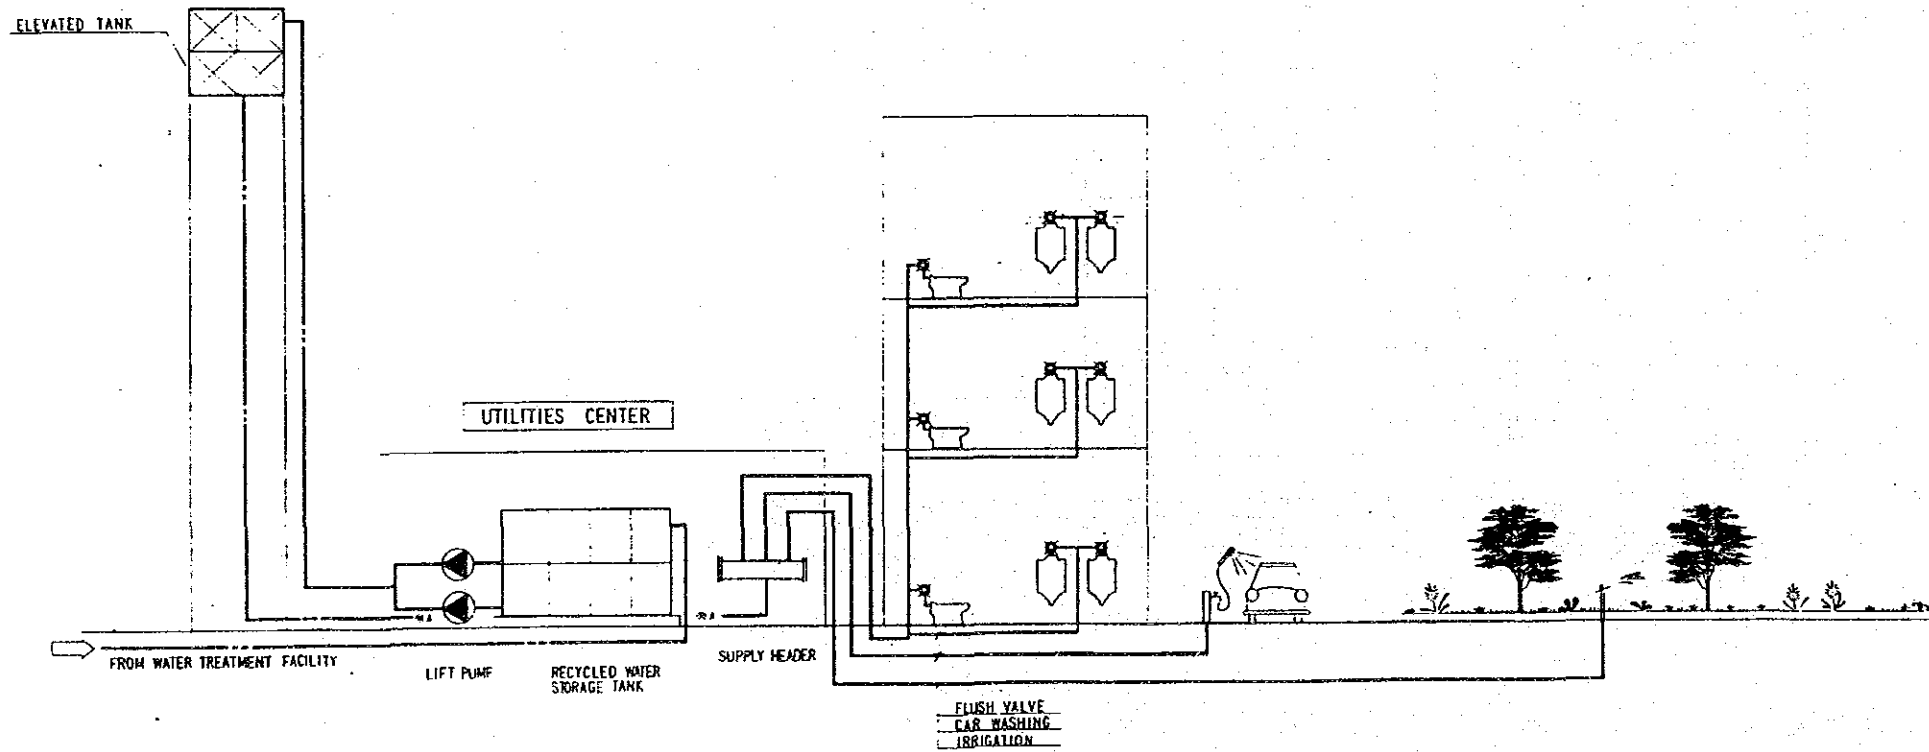 ELEVATED TANK
UTILITIES CENTER
FROM WATER TREATMENT FACILITY
LIFT PUMP
RECYCLED WATER
STORAGE TANK
SUPPLY HEADER
FLUSH VALVE
CAR WASHING
IRRIGATION